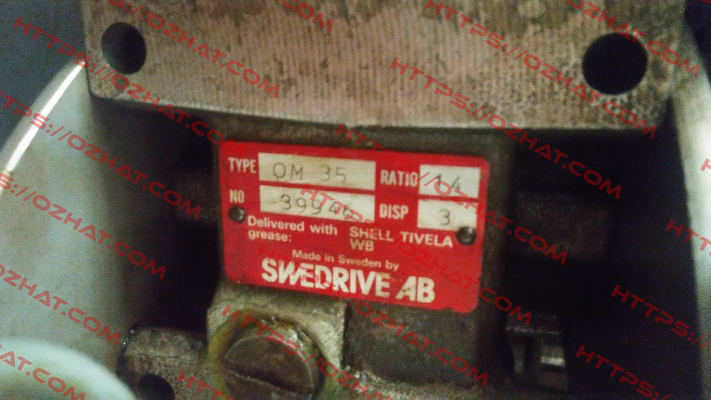 TYPE OM 35 RATIO 14
NO 39946 DISP 3
Delivered with grease: SHELL TIVELA WB
Made in Sweden by
SWEDRIVE AB
HTTPS://OZHAT.COM